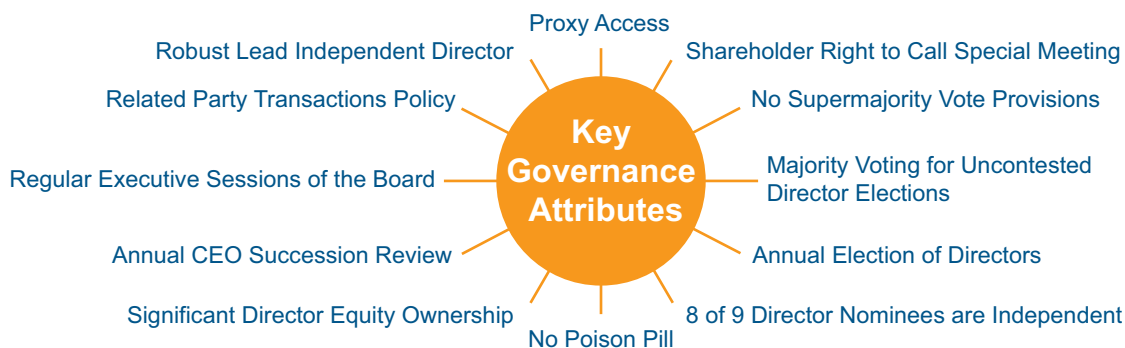 Proxy Access
Robust Lead Independent Director
Shareholder Right to Call Special Meeting
Related Party Transactions Policy
No Supermajority Vote Provisions
Key
Governance
Attributes
Regular Executive Sessions of the Board
Majority Voting for Uncontested
Director Elections
Annual CEO Succession Review
Annual Election of Directors
Significant Director Equity Ownership
8 of 9 Director Nominees are Independent
No Poison Pill